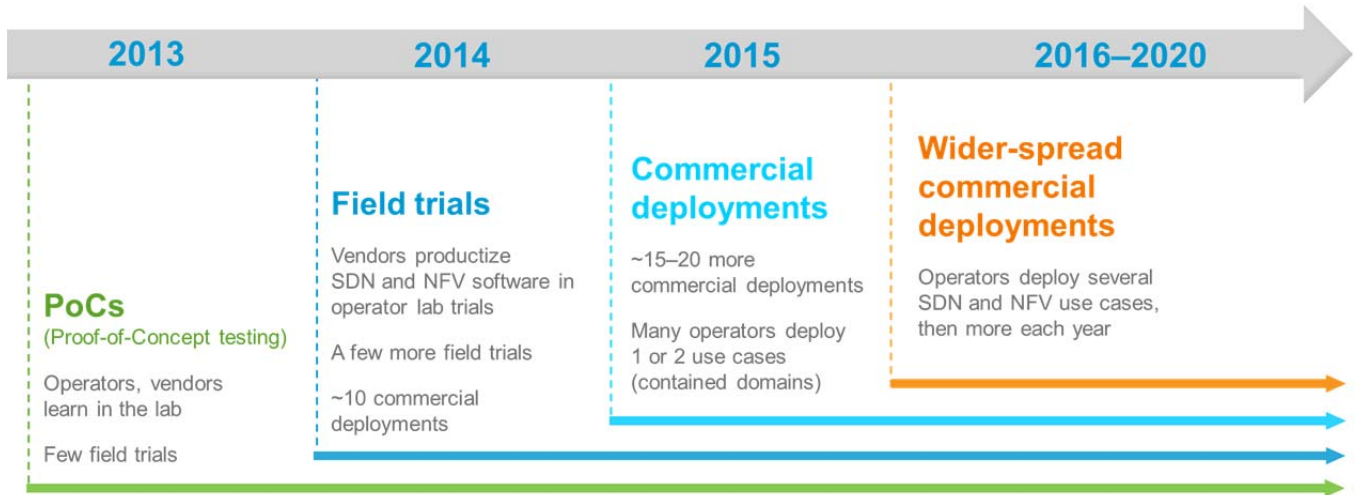 2013
2014
2015
2016–2020
PoCs
(Proof-of-Concept testing)
Operators, vendors
learn in the lab
Few field trials
Field trials
Vendors productize
SDN and NFV software in
operator lab trials
A few more field trials
~10 commercial
deployments
Commercial
deployments
~15–20 more
commercial deployments
Many operators deploy
1 or 2 use cases
(contained domains)
Wider-spread
commercial
deployments
Operators deploy several
SDN and NFV use cases,
then more each year